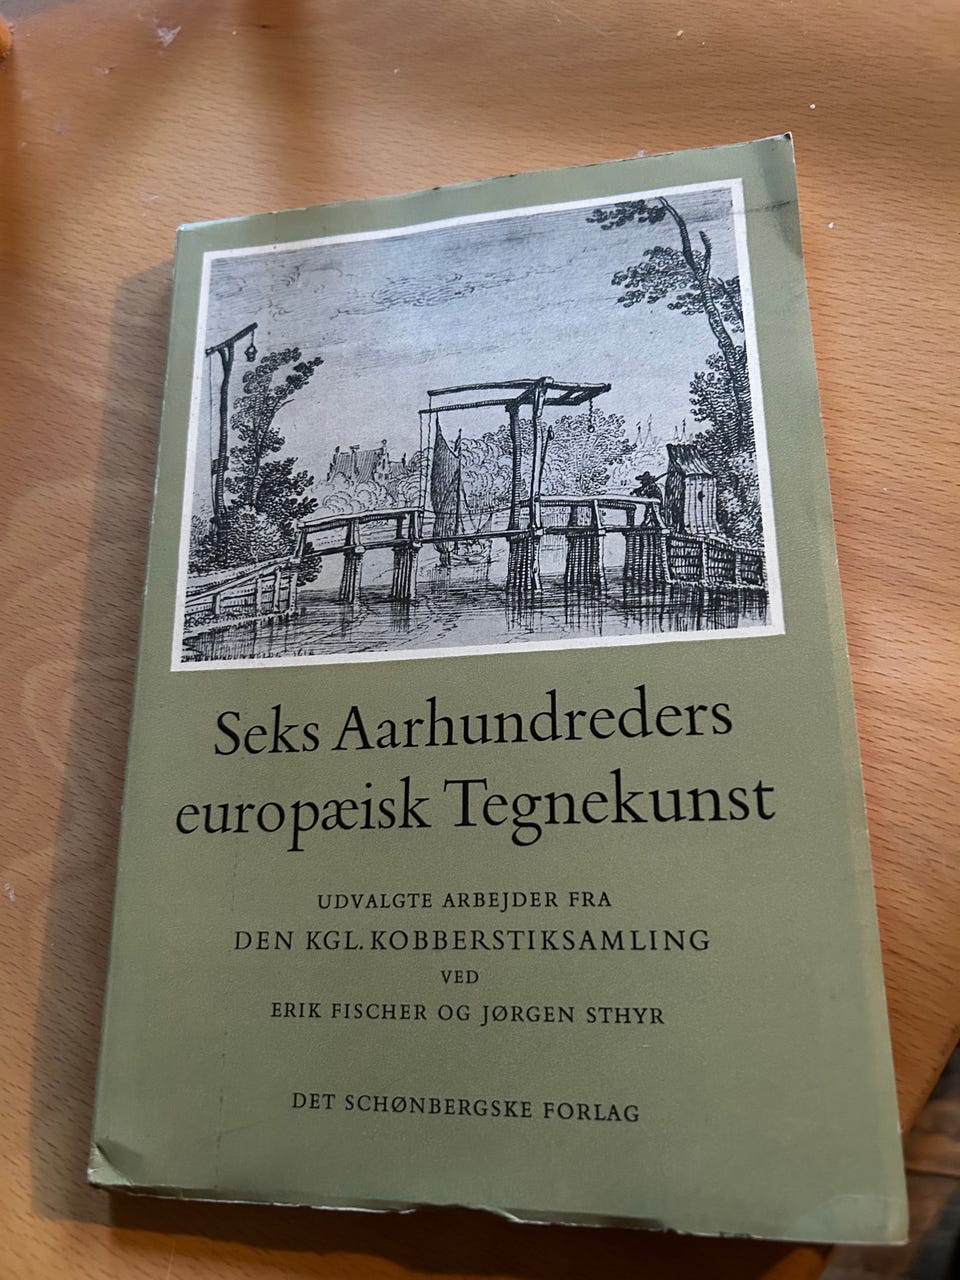 Seks Aarhundreders
europæisk Tegnekunst
UDVALGTE ARBEJDER FRA
DEN KGL. KOBBERSTIKSAMLING
VED
ERIK FISCHER OG JØRGEN STHYR
DET SCHØNBERGSKE FORLAG